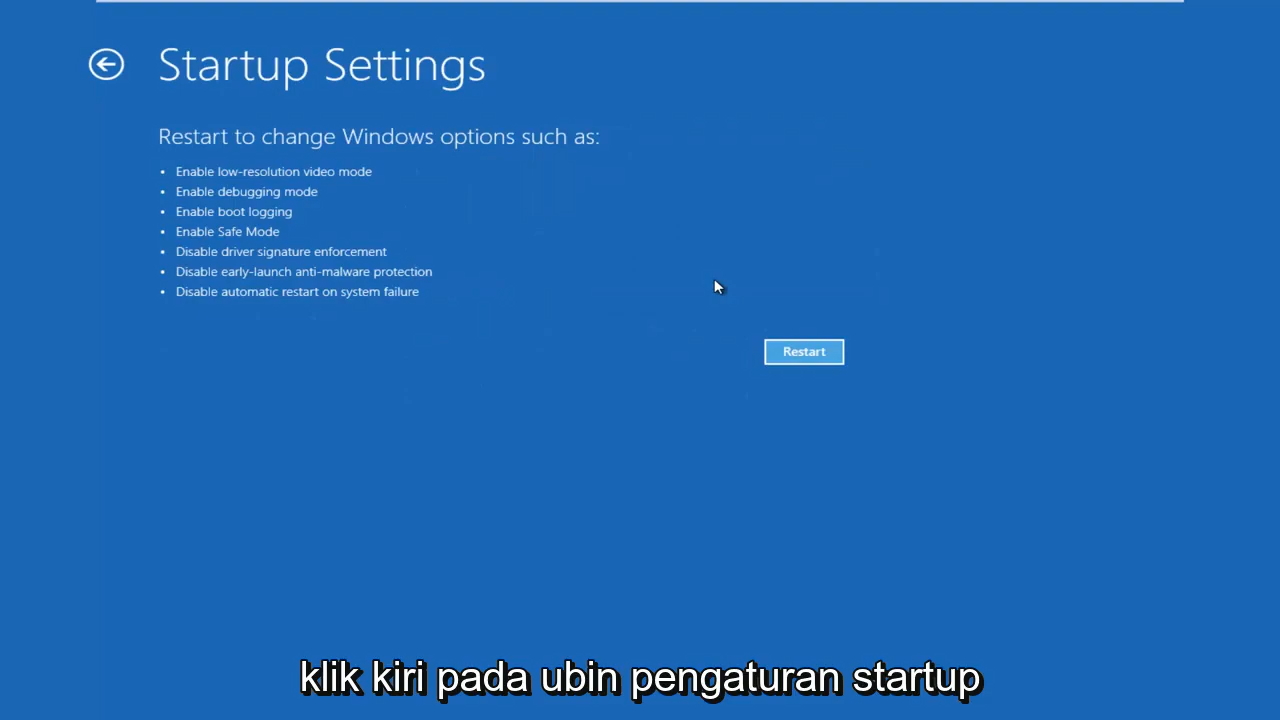 Startup Settings
Restart to change Windows options such as:
• Enable low-resolution video mode
• Enable debugging mode
• Enable boot logging
• Enable Safe Mode
• Disable driver signature enforcement
• Disable early-launch anti-malware protection
• Disable automatic restart on system failure
Restart
klik kiri pada ubin pengaturan startup